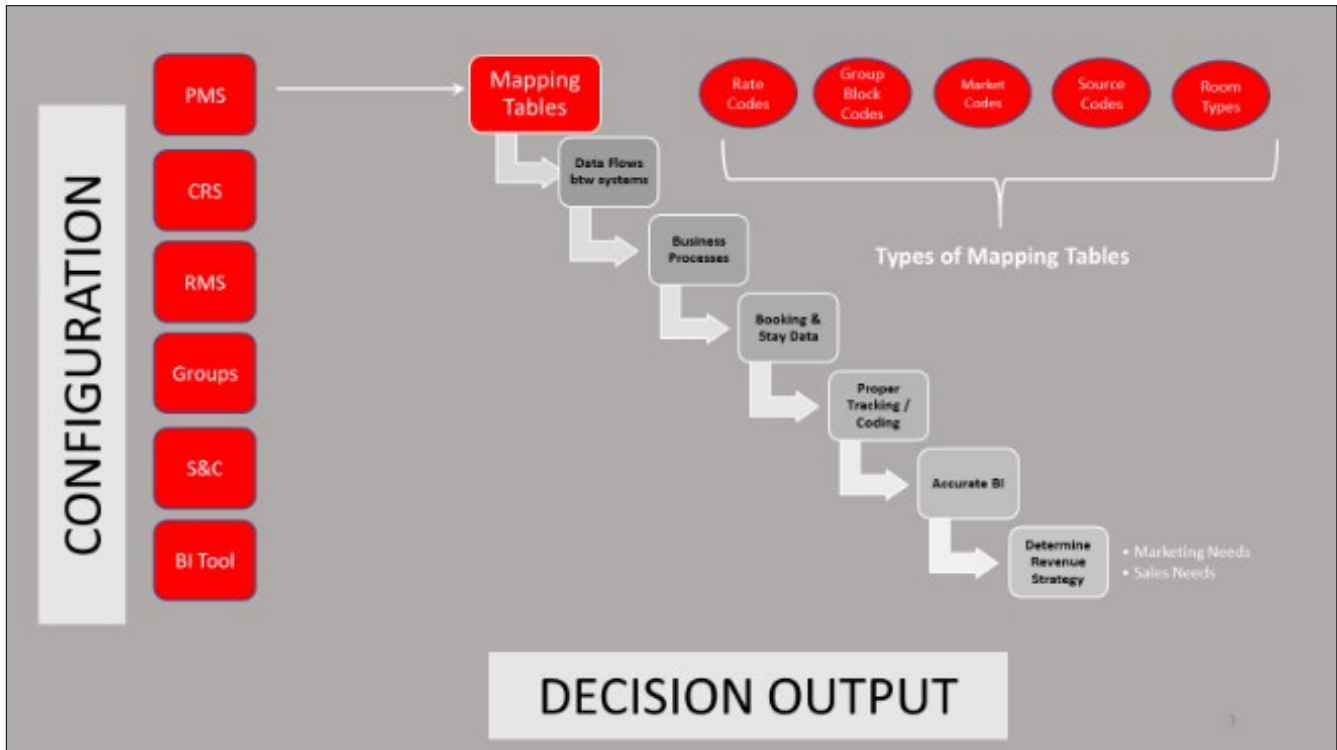 CONFIGURATION
PMS
CRS
RMS
Groups
S&C
BI Tool
Mapping
Tables
Data Flows
btw systems
Business
Processes
Booking &
Stay Data
Proper
Tracking /
Coding
Accurate BI
Determine
Revenue
Strategy
• Marketing Needs
• Sales Needs
Rate
Codes
Group
Block
Codes
Market
Codes
Source
Codes
Room
Types
Types of Mapping Tables
DECISION OUTPUT
3